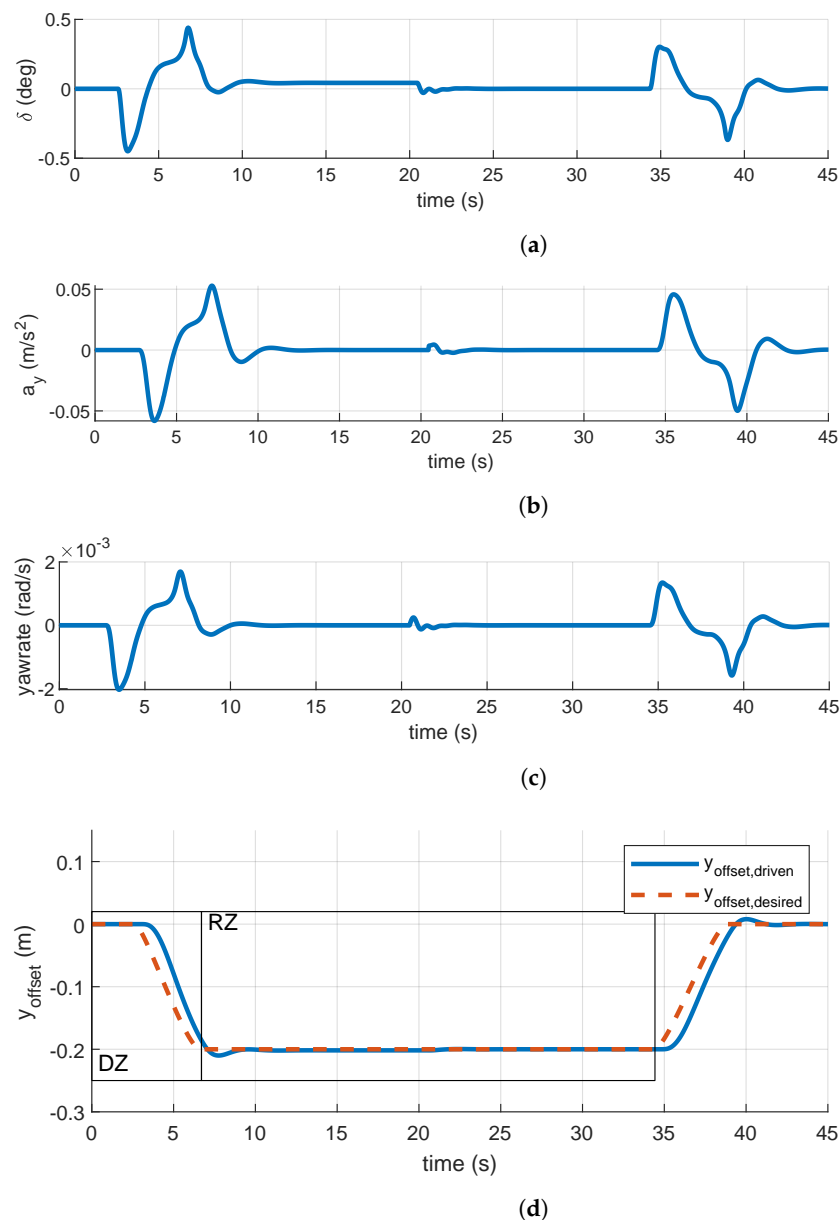 0.5
0
-0.5
δ (deg)
0 5 10 15 20 25 30 35 40 45
time (s)
(a)
0.05
0
-0.05
a_y (m/s²)
0 5 10 15 20 25 30 35 40 45
time (s)
(b)
×10⁻³
2
0
-2
yawrate (rad/s)
0 5 10 15 20 25 30 35 40 45
time (s)
(c)
0.1
0
-0.1
-0.2
-0.3
y_offset (m)
y_offset,driven
y_offset,desired
RZ
DZ
0 5 10 15 20 25 30 35 40 45
time (s)
(d)